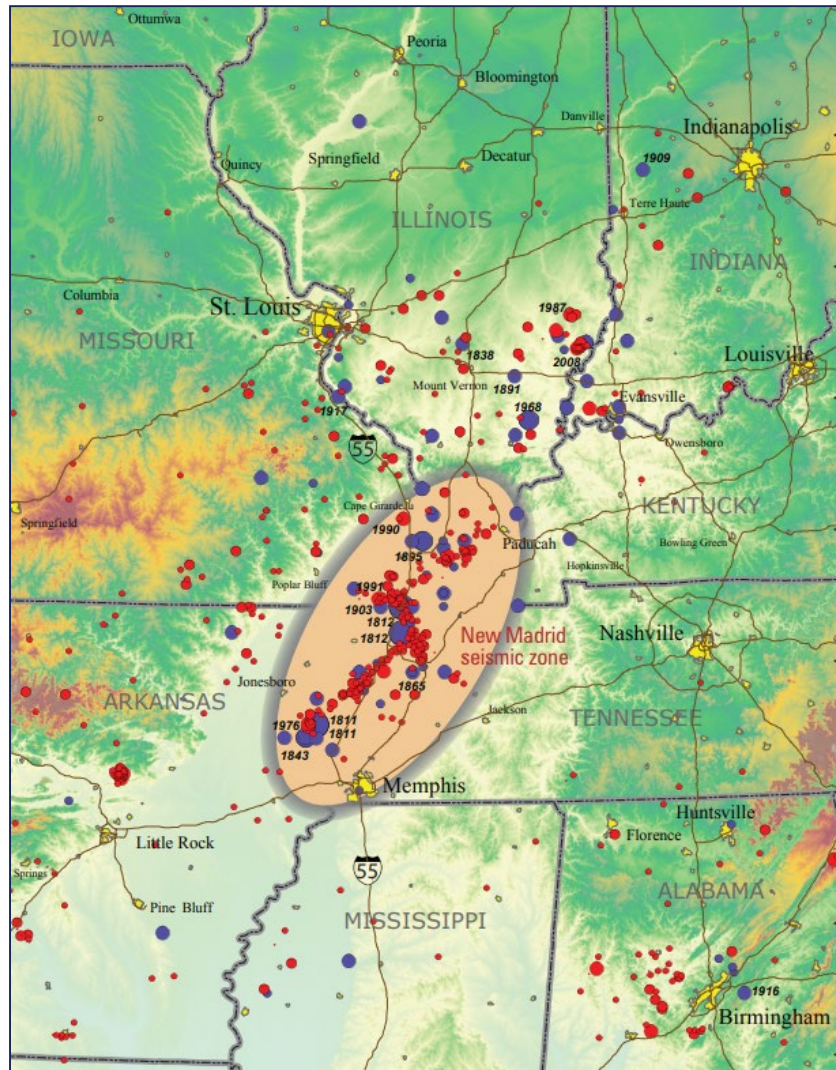 Ottumwa
IOWA
Peoria
Bloomington
Danville
Indianapolis
Quincy
Springfield
Decatur
1909
ILLINOIS
Terre Haute
INDIANA
Columbia
St. Louis
1987
MISSOURI
1838
2008
Louisville
Mount Vernon
1891
Evansville
1917
1968
55
Owensboro
KENTUCKY
Springfield
Cape Girardeau
1990
Paducah
1895
Bowling Green
Hopkinsville
Poplar Bluff
1991
1903
1812
1812
New Madrid
seismic zone
Nashville
1865
Jonesboro
ARKANSAS
Jackson
TENNESSEE
1976
1811
1811
1843
Memphis
Huntsville
Florence
Little Rock
55
Springs
ALABAMA
Pine Bluff
MISSISSIPPI
1916
Birmingham